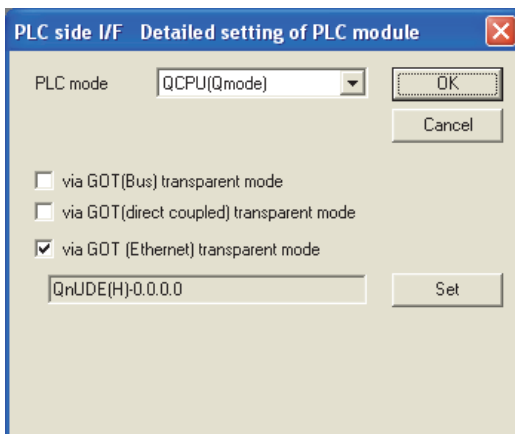 PLC side I/F Detailed setting of PLC module
PLC mode QCPU(Qmode) OK
Cancel
via GOT(Bus) transparent mode
via GOT(direct coupled) transparent mode
via GOT (Ethernet) transparent mode
QnUDE(H)-0.0.0.0 Set